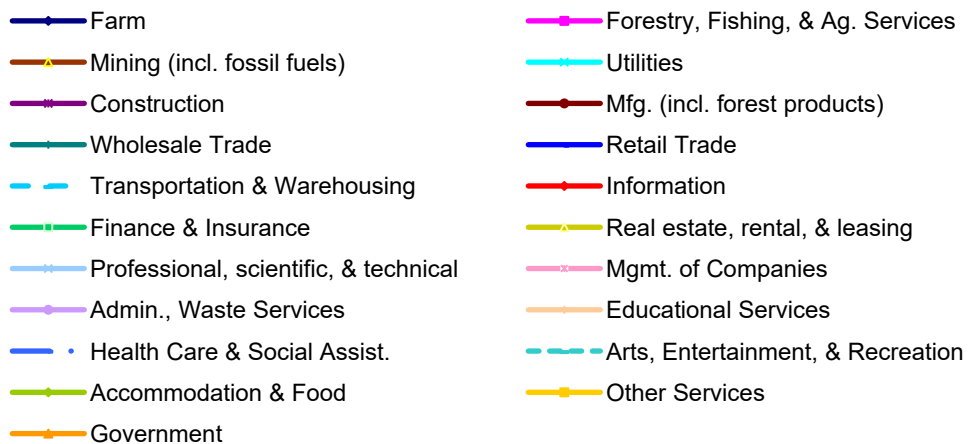 Farm
Forestry, Fishing, & Ag. Services
Mining (incl. fossil fuels)
Utilities
Construction
Mfg. (incl. forest products)
Wholesale Trade
Retail Trade
Transportation & Warehousing
Information
Finance & Insurance
Real estate, rental, & leasing
Professional, scientific, & technical
Mgmt. of Companies
Admin., Waste Services
Educational Services
Health Care & Social Assist.
Arts, Entertainment, & Recreation
Accommodation & Food
Other Services
Government